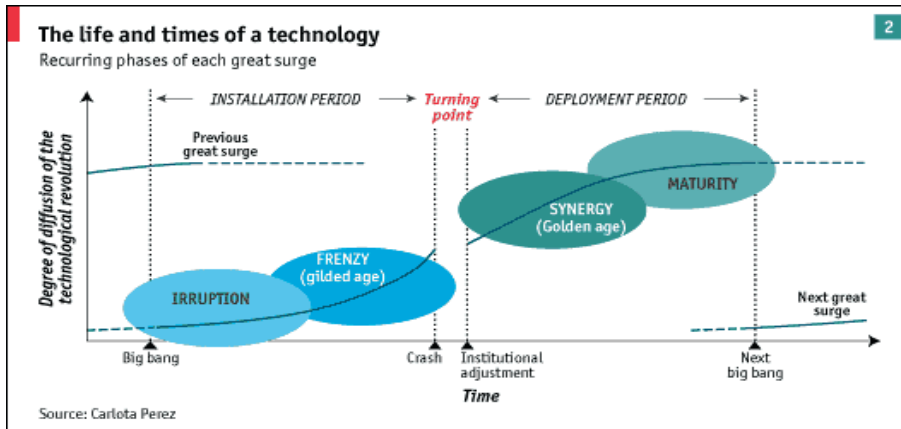 The life and times of a technology
2
Recurring phases of each great surge
INSTALLATION PERIOD
Turning
point
DEPLOYMENT PERIOD
Degree of diffusion of the
technological revolution
Previous
great surge
IRRUPTION
FRENZY
(gilded age)
SYNERGY
(Golden age)
MATURITY
Next great
surge
Big bang
Crash
Institutional
adjustment
Next
big bang
Time
Source: Carlota Perez